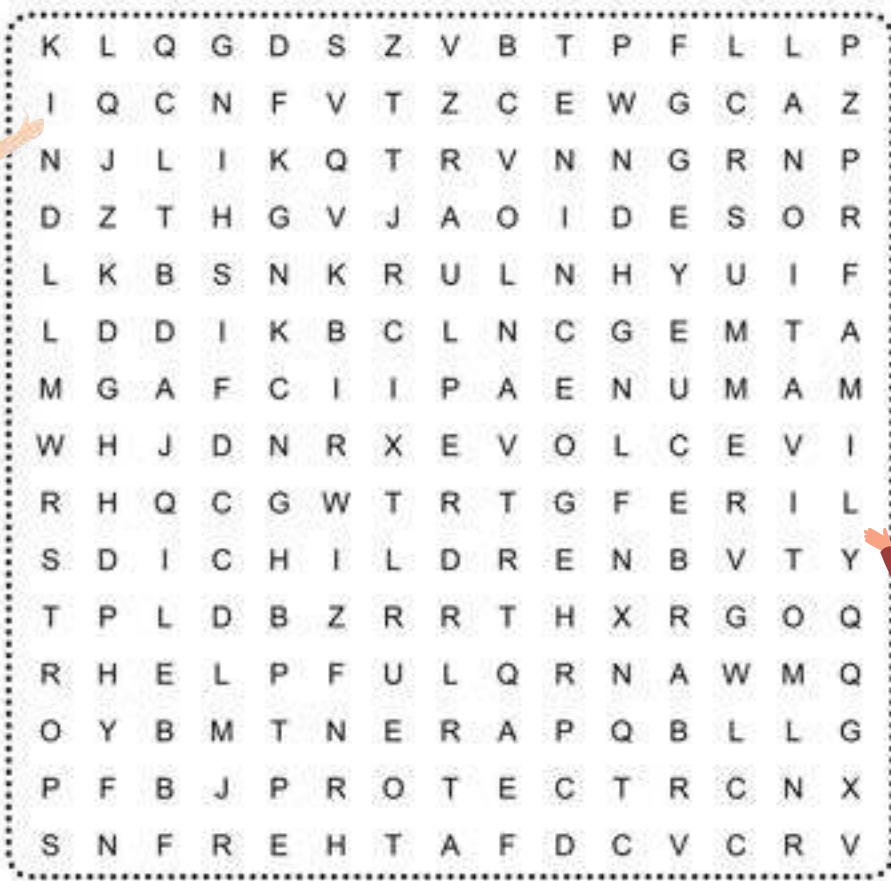 K L Q G D S Z V B T P F L L P
I Q C N F V T Z C E W G C A Z
N J L I K Q T R V N N G R N P
D Z T H G V J A O I D E S O R
L K B S N K R U L N H Y U I F
L D D I K B C L N C G E M T A
M G A F C I I P A E N U M A M
W H J D N R X E V O L C E V I
R H Q C G W T R T G F E R I L
S D I C H I L D R E N B V T Y
T P L D B Z R R T H X R G O Q
R H E L P F U L Q R N A W M Q
O Y B M T N E R A P Q B L L G
P F B J P R O T E C T R C N X
S N F R E H T A F D C V C R V